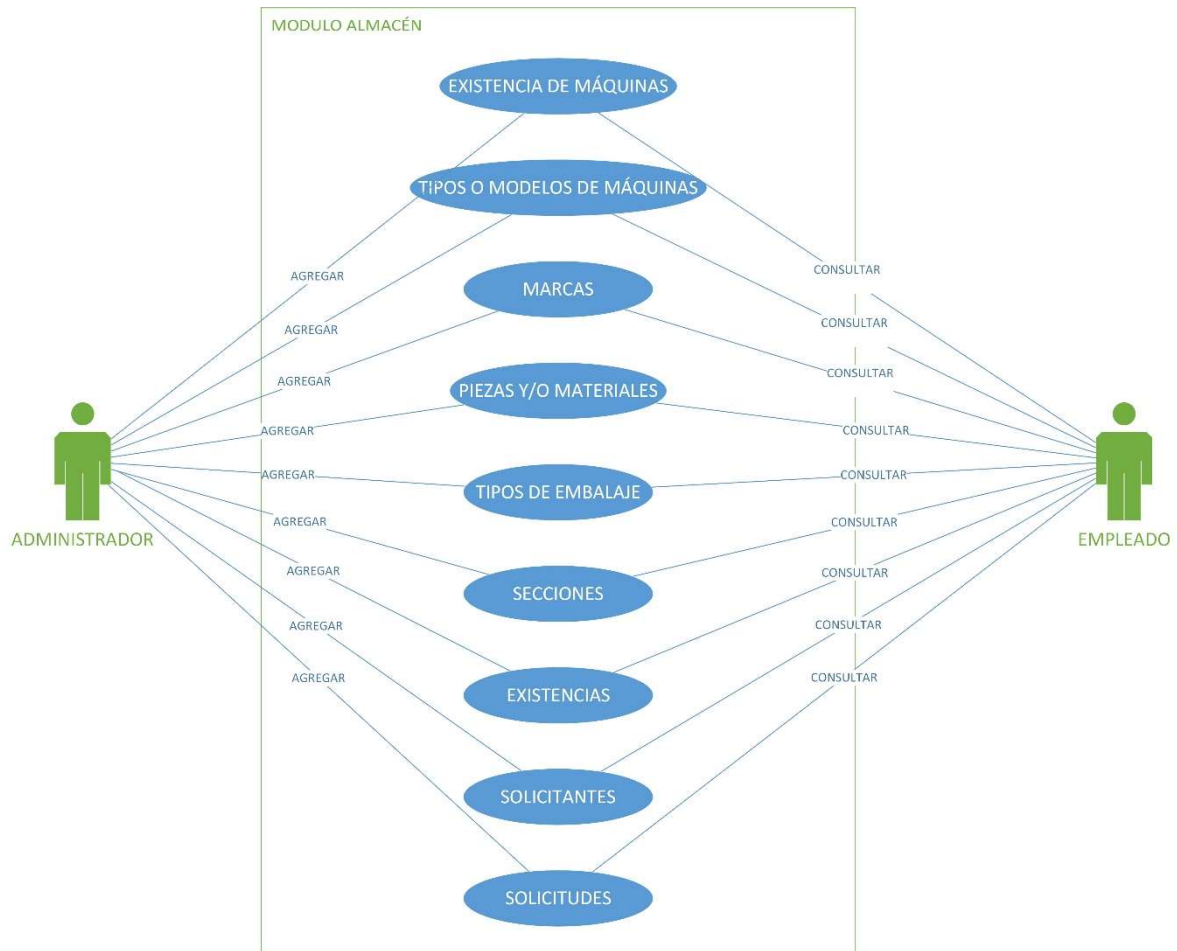 MODULO ALMACÉN
EXISTENCIA DE MÁQUINAS
TIPOS O MODELOS DE MÁQUINAS
AGREGAR
CONSULTAR
MARCAS
AGREGAR
CONSULTAR
AGREGAR
CONSULTAR
PIEZAS Y/O MATERIALES
AGREGAR
CONSULTAR
AGREGAR
CONSULTAR
TIPOS DE EMBALAJE
AGREGAR
CONSULTAR
ADMINISTRADOR
EMPLEADO
AGREGAR
CONSULTAR
SECCIONES
AGREGAR
CONSULTAR
AGREGAR
CONSULTAR
EXISTENCIAS
SOLICITANTES
SOLICITUDES